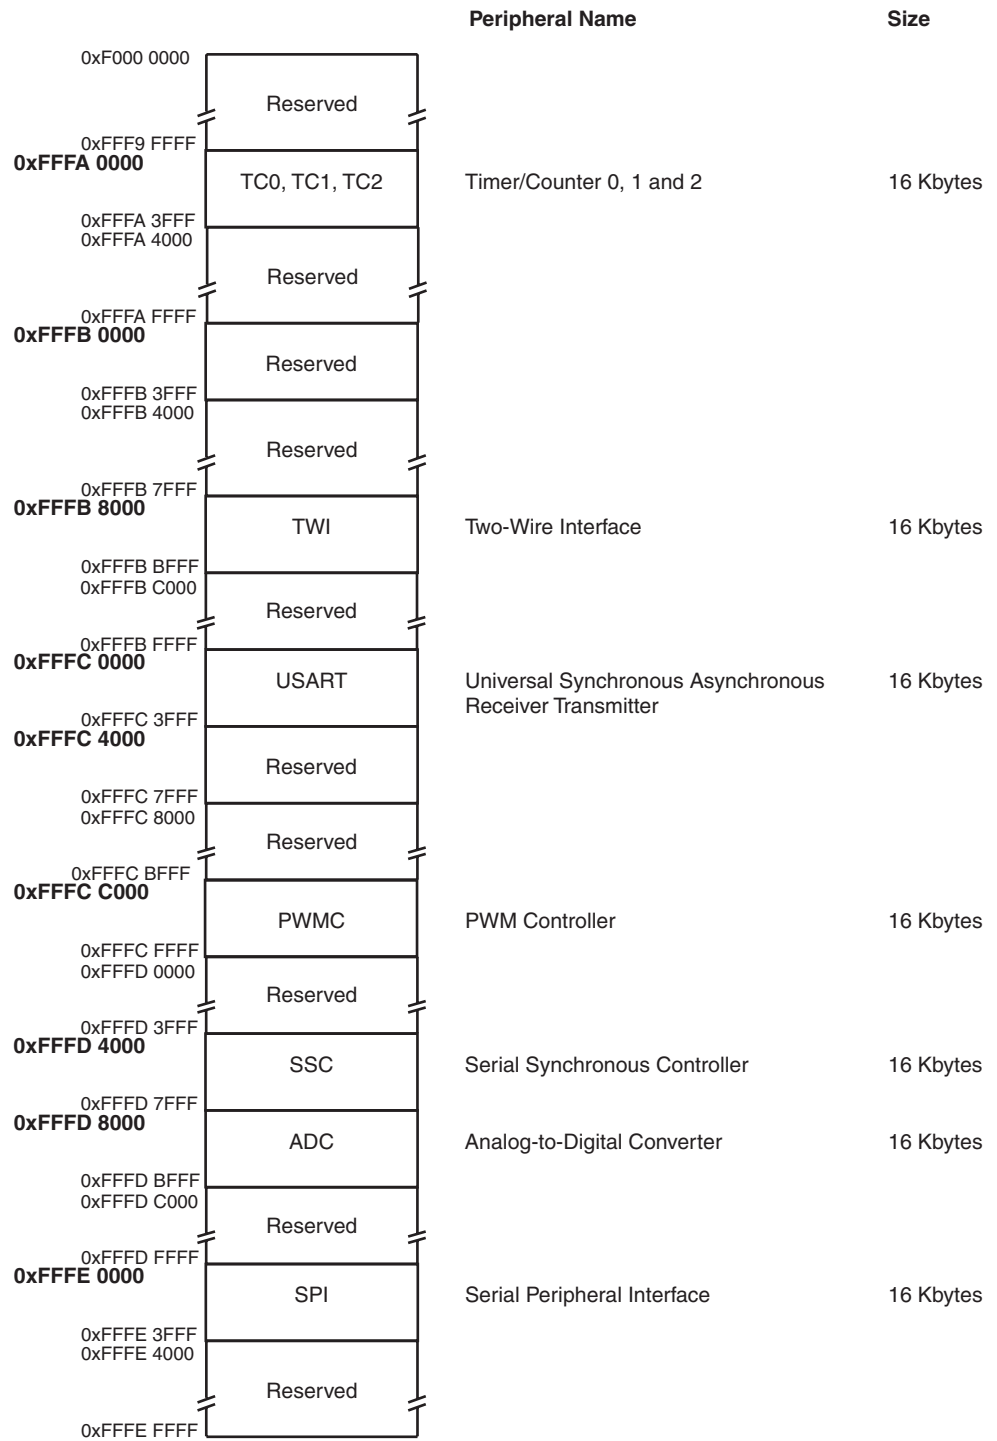 Peripheral Name Size
0xF000 0000
Reserved
0xFFF9 FFFF
0xFFFA 0000
TC0, TC1, TC2 Timer/Counter 0, 1 and 2 16 Kbytes
0xFFFA 3FFF
0xFFFA 4000
Reserved
0xFFFA FFFF
0xFFFB 0000
Reserved
0xFFFB 3FFF
0xFFFB 4000
Reserved
0xFFFB 7FFF
0xFFFB 8000
TWI Two-Wire Interface 16 Kbytes
0xFFFB BFFF
0xFFFB C000
Reserved
0xFFFB FFFF
0xFFFC 0000
USART Universal Synchronous Asynchronous 16 Kbytes
Receiver Transmitter
0xFFFC 3FFF
0xFFFC 4000
Reserved
0xFFFC 7FFF
0xFFFC 8000
Reserved
0xFFFC BFFF
0xFFFC C000
PWMC PWM Controller 16 Kbytes
0xFFFC FFFF
0xFFFD 0000
Reserved
0xFFFD 3FFF
0xFFFD 4000
SSC Serial Synchronous Controller 16 Kbytes
0xFFFD 7FFF
0xFFFD 8000
ADC Analog-to-Digital Converter 16 Kbytes
0xFFFD BFFF
0xFFFD C000
Reserved
0xFFFD FFFF
0xFFFE 0000
SPI Serial Peripheral Interface 16 Kbytes
0xFFFE 3FFF
0xFFFE 4000
Reserved
0xFFFE FFFF